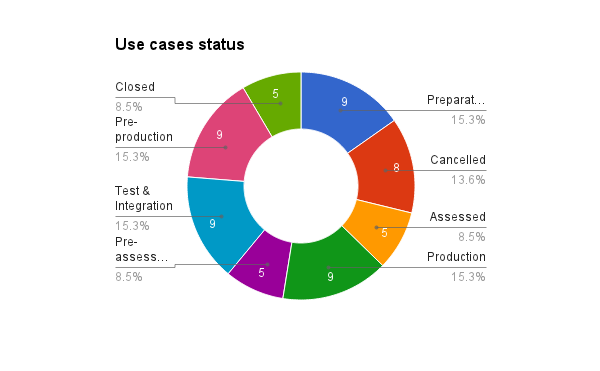 Use cases status
Closed
8.5%
Pre-
production
15.3%
Test &
Integration
15.3%
Pre-
assess...
8.5%
5
9
9
5
9
8
5
9
Preparat...
15.3%
Cancelled
13.6%
Assessed
8.5%
Production
15.3%